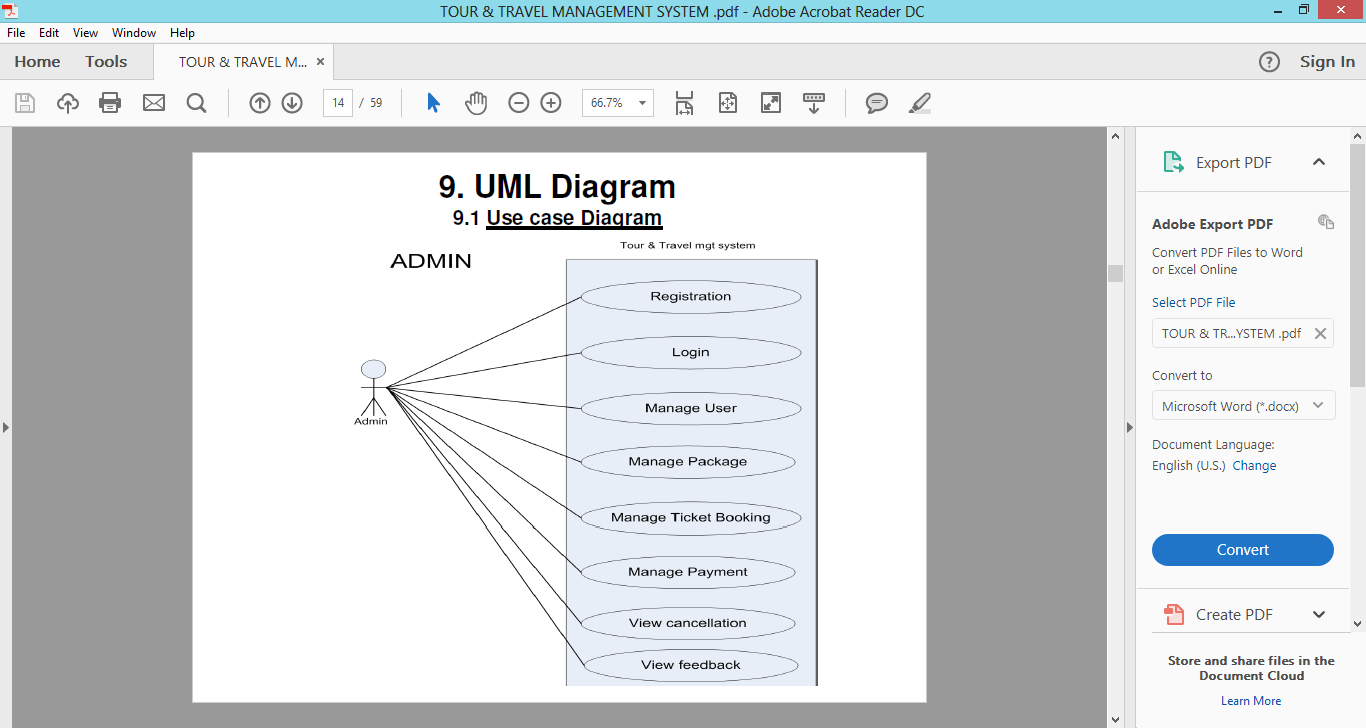 TOUR & TRAVEL MANAGEMENT SYSTEM .pdf - Adobe Acrobat Reader DC
File Edit View Window Help
Home Tools TOUR & TRAVEL M... × Sign In
14 / 59 66.7%
9. UML Diagram
9.1 Use case Diagram
Tour & Travel mgt system
ADMIN
Registration
Login
Manage User
Manage Package
Manage Ticket Booking
Manage Payment
View cancellation
View feedback
Admin
Export PDF
Adobe Export PDF
Convert PDF Files to Word
or Excel Online
Select PDF File
TOUR & TR...YSTEM .pdf
Convert to
Microsoft Word (*.docx)
Document Language:
English (U.S.) Change
Convert
Create PDF
Store and share files in the
Document Cloud
Learn More